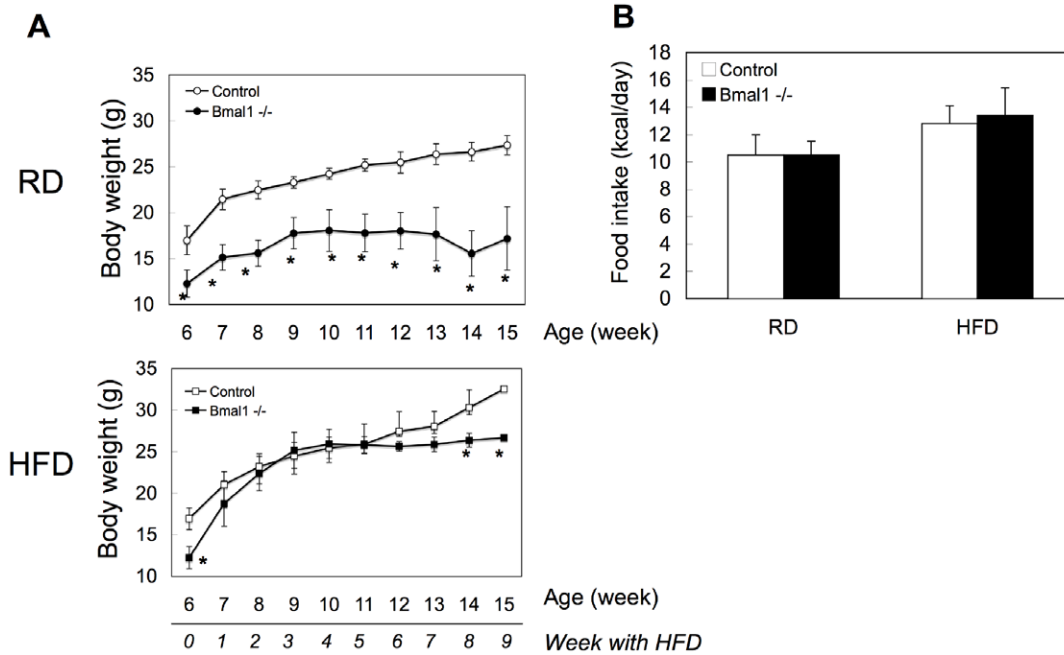 A
RD
Body weight (g)
35
30
25
20
15
10
Control
Bmal1 -/-
* * * * * * * * * *
6 7 8 9 10 11 12 13 14 15
Age (week)
HFD
Body weight (g)
35
30
25
20
15
10
Control
Bmal1 -/-
* * *
6 7 8 9 10 11 12 13 14 15
Age (week)
0 1 2 3 4 5 6 7 8 9
Week with HFD
B
Food intake (kcal/day)
18
16
14
12
10
8
6
4
2
0
Control
Bmal1 -/-
RD HFD